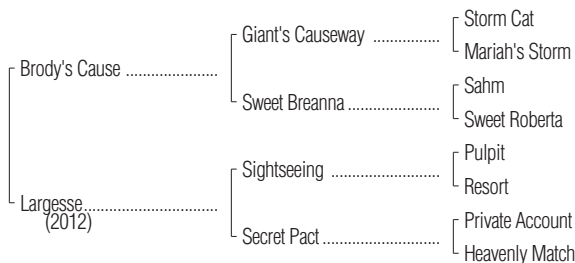 Storm Cat
Giant's Causeway ................
Mariah's Storm
Brody's Cause ......................
Sahm
Sweet Breanna .....................
Sweet Roberta
Pulpit
Sightseeing .........................
Resort
Largesse................................
(2012)
Private Account
Secret Pact ...........................
Heavenly Match